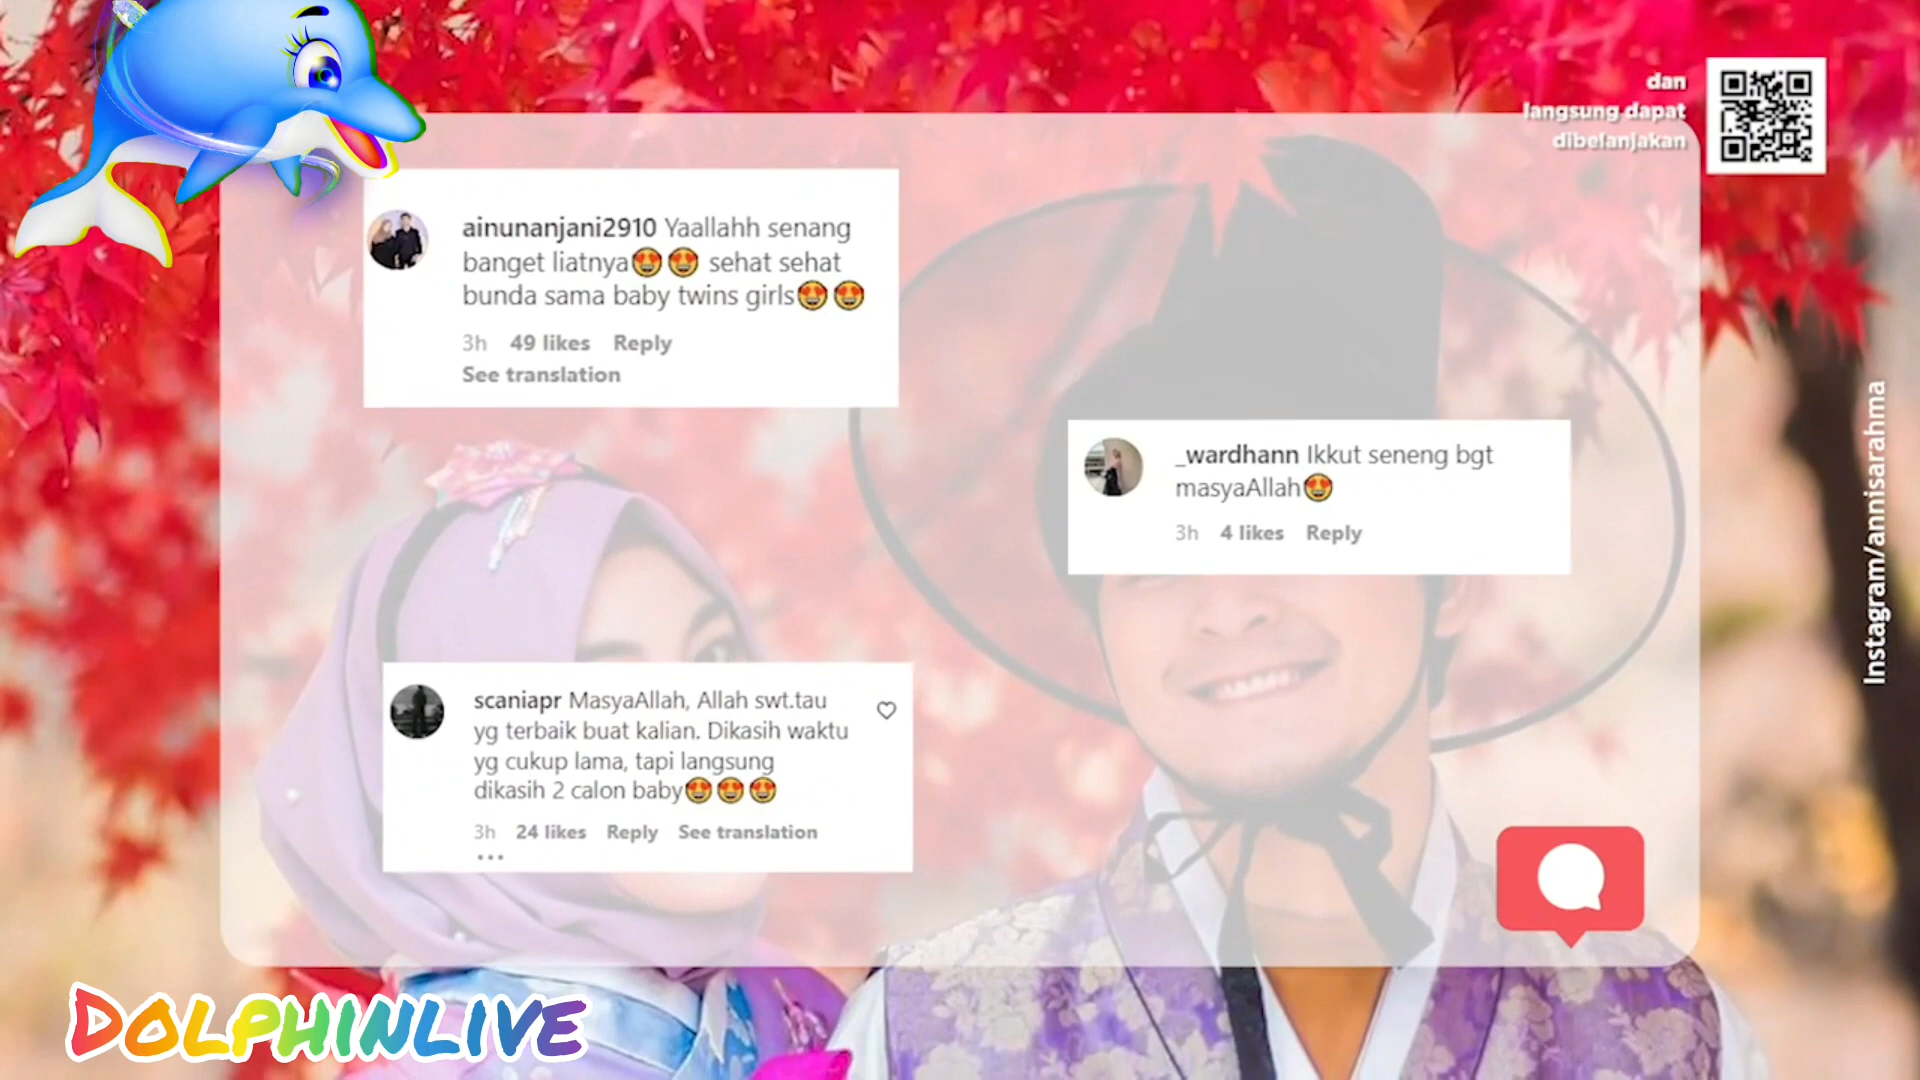 dan
langsung dapat
dibelanjakan
ainunanjani2910 Yaallahh senang
banget liatnya😍😍 sehat sehat
bunda sama baby twins girls😍😍
3h 49 likes Reply
See translation
_wardhann Ikkut seneng bgt
masyaAllah😍
3h 4 likes Reply
scaniapr MasyaAllah, Allah swt.tau
yg terbaik buat kalian. Dikasih waktu
yg cukup lama, tapi langsung
dikasih 2 calon baby😍😍😍
3h 24 likes Reply See translation
•••
Instagram/annisarahma
DOLPHINLIVE